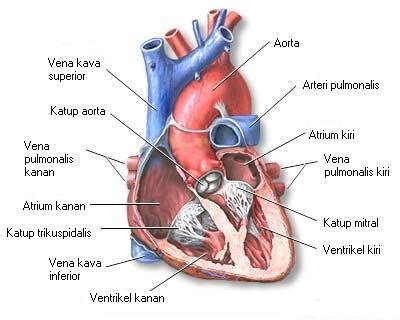 Aorta
Vena kava
superior
Arteri pulmonalis
Katup aorta
Atrium kiri
Vena
pulmonalis
kanan
Vena
pulmonalis kiri
Atrium kanan
Katup mitral
Katup trikuspidalis
Ventrikel kiri
Vena kava
inferior
Ventrikel kanan